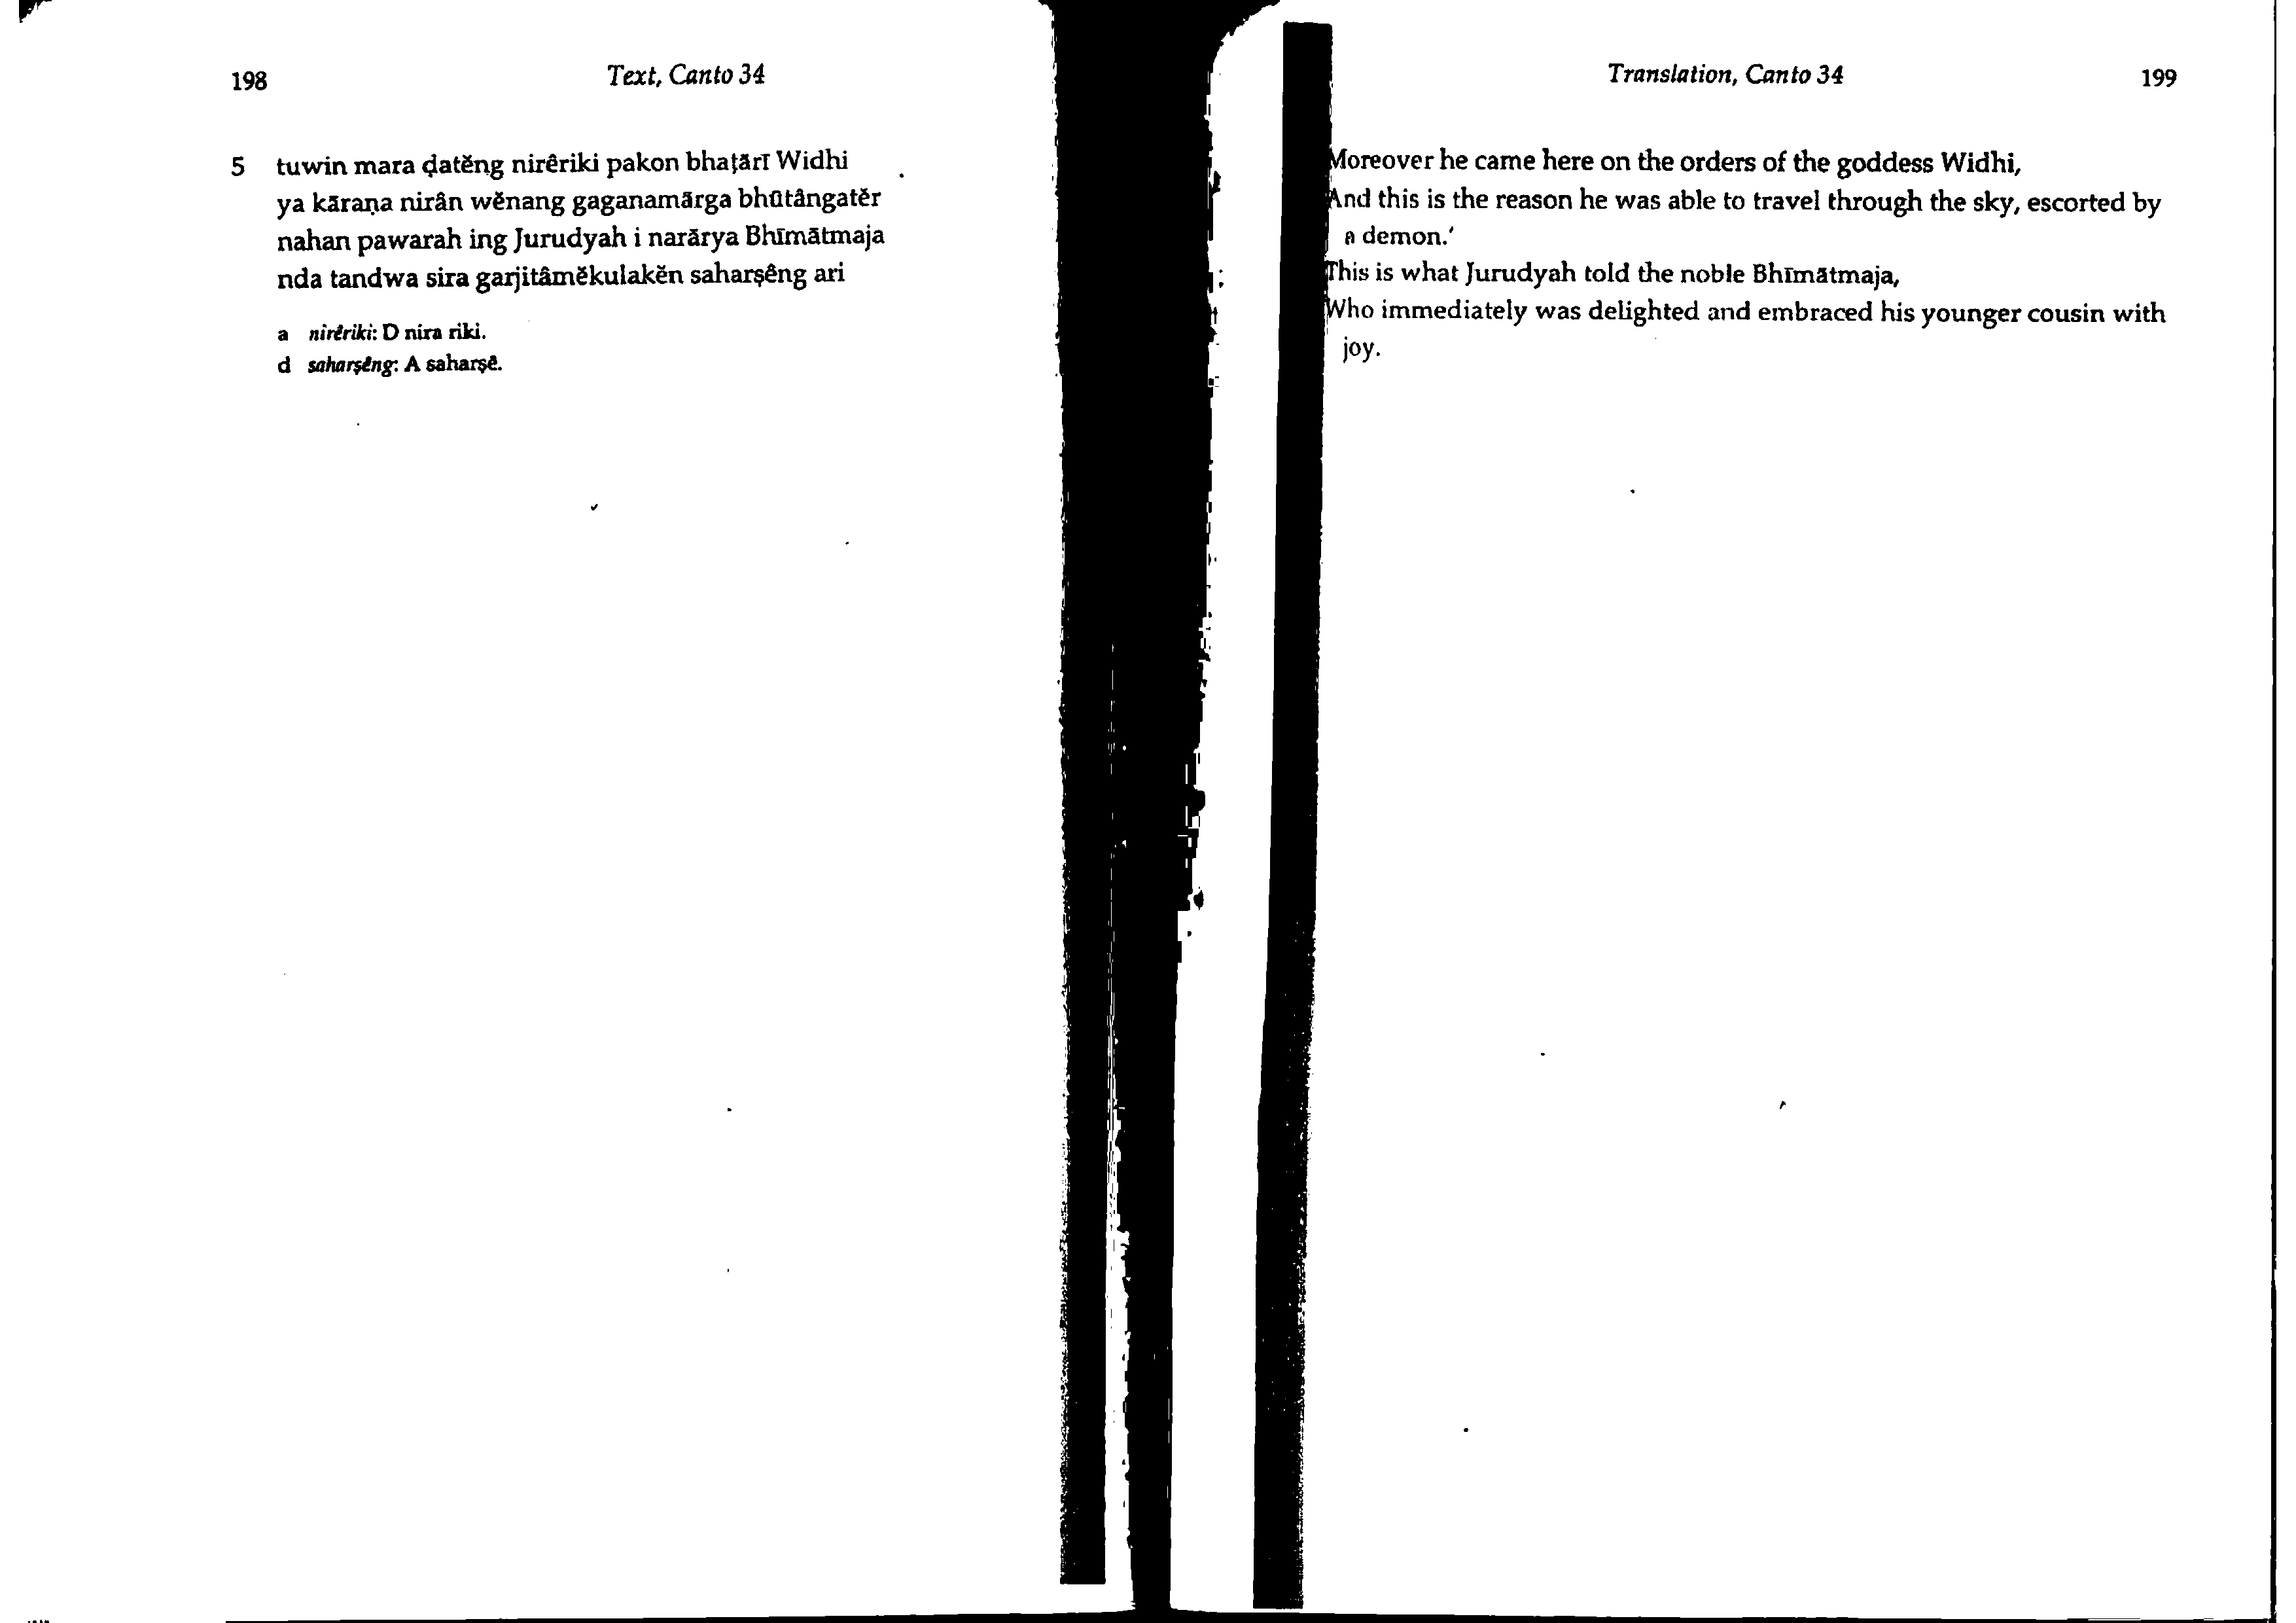 198
Text, Canto 34
5 tuwin mara ḍatĕng nirêriki pakon bhaṭārī Widhi
ya kāraṇa nirân wĕnang gaganamārga bhūtângatĕr
nahan pawarah ing Jurudyah i narārya Bhīmātmaja
nda tandwa sira garjitâmĕkulakĕn saharṣêng ari
a nirêriki: D nira riki.
d saharṣêng: A saharṣê.
Translation, Canto 34
199
Moreover he came here on the orders of the goddess Widhi,
And this is the reason he was able to travel through the sky, escorted by
a demon.'
This is what Jurudyah told the noble Bhīmātmaja,
Who immediately was delighted and embraced his younger cousin with
joy.